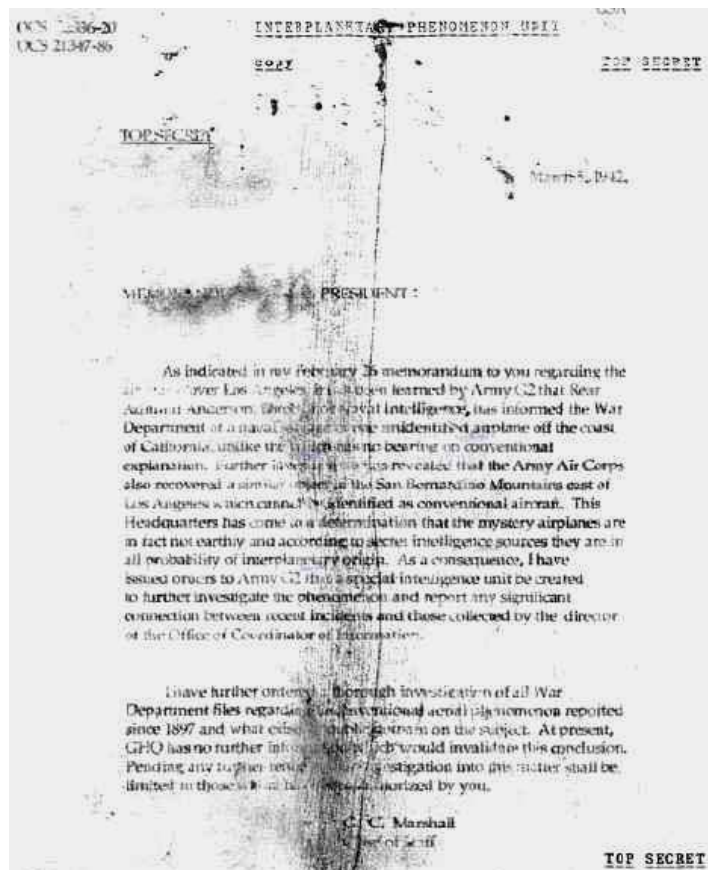 OCS 21347-86
INTERPLANETARY PHENOMENON UNIT
COPY
TOP SECRET
TOP SECRET
March 5, 1942.
PRESIDENT :
As indicated in my February 26 memorandum to you regarding the
over Los Angeles, it has been learned by Army G2 that Rear
Admiral Anderson, Naval Intelligence, has informed the War
Department of a naval unidentified airplane off the coast
of California, unlike the which has no bearing on conventional
explanation. Further revealed that the Army Air Corps
also recovered a similar object in the San Bernardino Mountains east of
Los Angeles which cannot be identified as conventional aircraft. This
Headquarters has come to a determination that the mystery airplanes are
in fact not earthly and according to secret intelligence sources they are in
all probability of interplanetary origin. As a consequence, I have
issued orders to Army G2 that a special intelligence unit be created
to further investigate the phenomenon and report any significant
connection between recent incidents and those collected by the director
of the Office of Coordinator of Information.
I have further ordered a thorough investigation of all War
Department files regarding unconventional aerial phenomenon reported
since 1897 and what on the subject. At present,
GHQ has no further information which would invalidate this conclusion.
Pending any further investigation into this matter shall be
limited to those authorized by you.
C. Marshall
of Staff
TOP SECRET